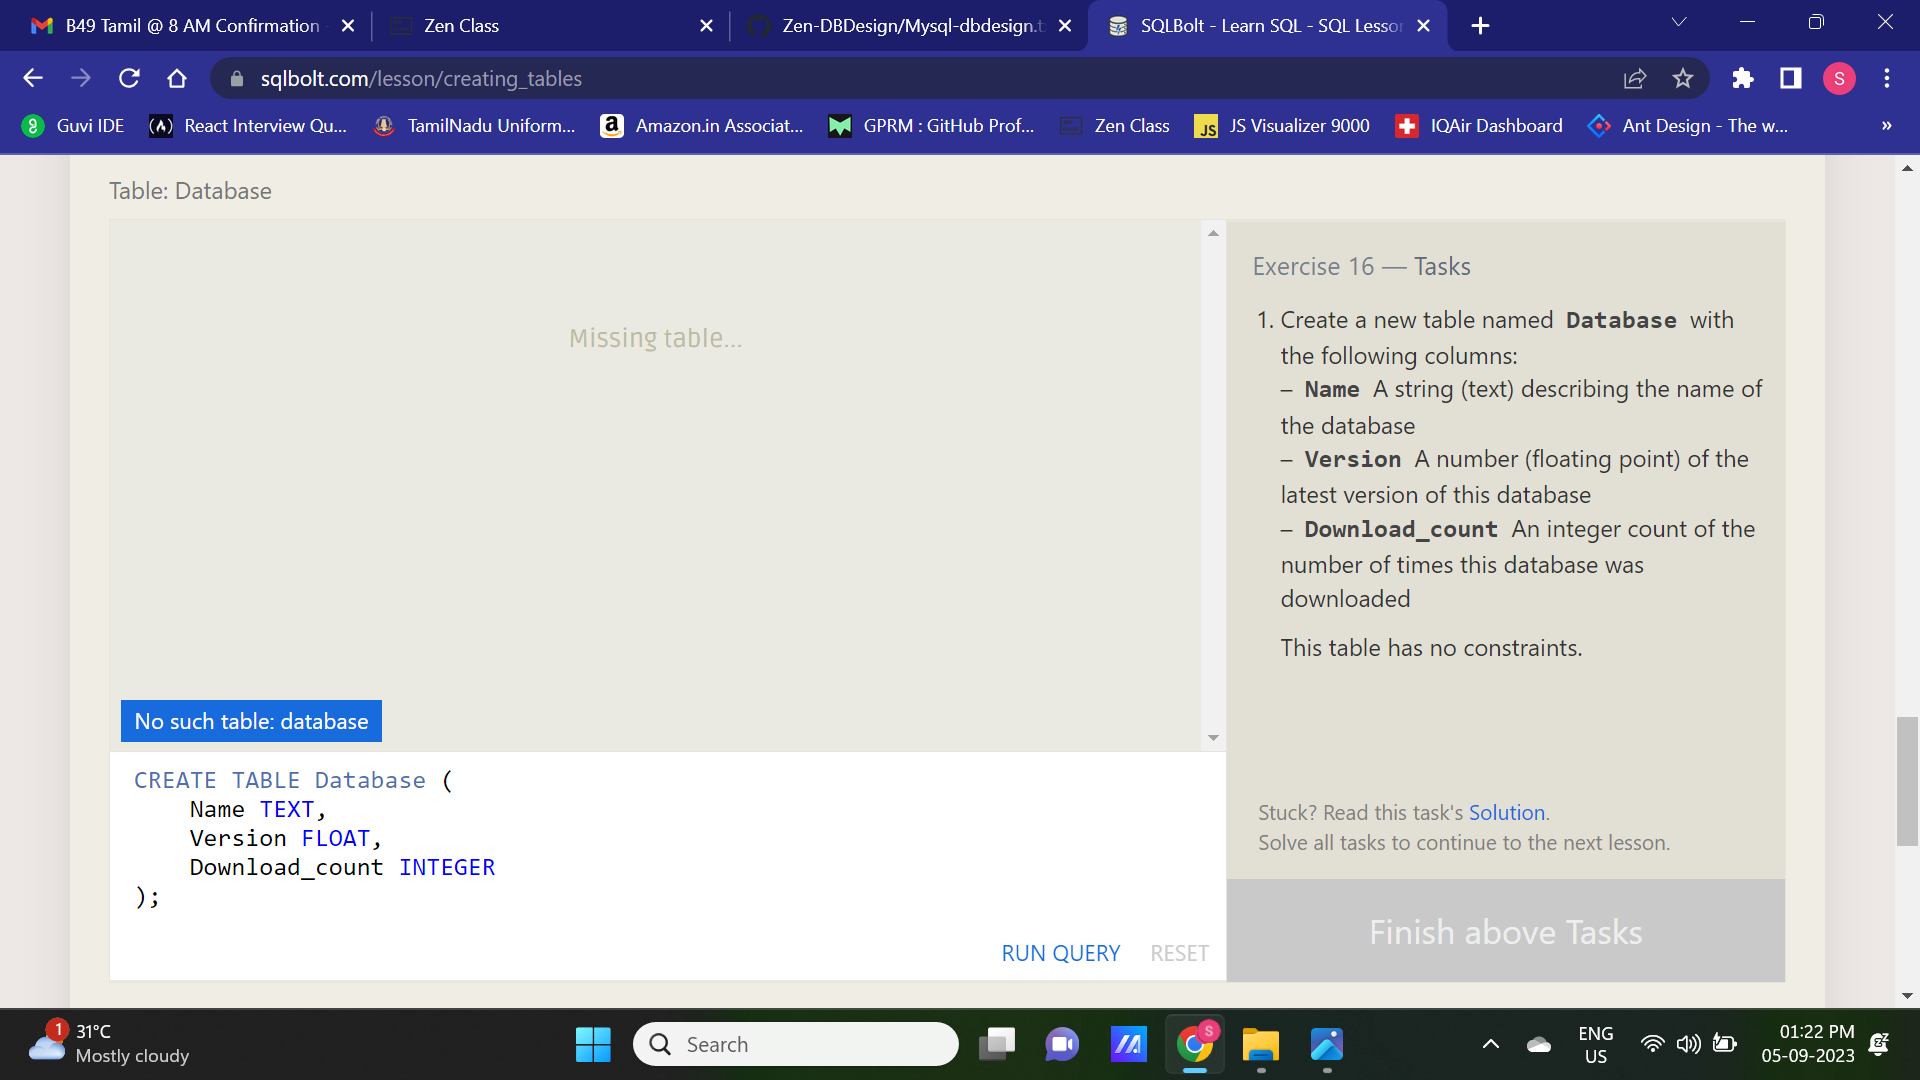 B49 Tamil @ 8 AM Confirmation
Zen Class
Zen-DBDesign/Mysql-dbdesign.t
SQLBolt - Learn SQL - SQL Lesson
sqlbolt.com/lesson/creating_tables
S
Guvi IDE
React Interview Qu...
TamilNadu Uniform...
Amazon.in Associat...
GPRM : GitHub Prof...
Zen Class
JS
JS Visualizer 9000
IQAir Dashboard
Ant Design - The w...
»
Table: Database
Missing table...
No such table: database
CREATE TABLE Database (
Name TEXT,
Version FLOAT,
Download_count INTEGER
);
RUN QUERY
RESET
Exercise 16 — Tasks
1. Create a new table named Database with
the following columns:
– Name A string (text) describing the name of
the database
– Version A number (floating point) of the
latest version of this database
– Download_count An integer count of the
number of times this database was
downloaded
This table has no constraints.
Stuck? Read this task's Solution.
Solve all tasks to continue to the next lesson.
Finish above Tasks
1
31°C
Mostly cloudy
Search
S
ENG
US
01:22 PM
05-09-2023